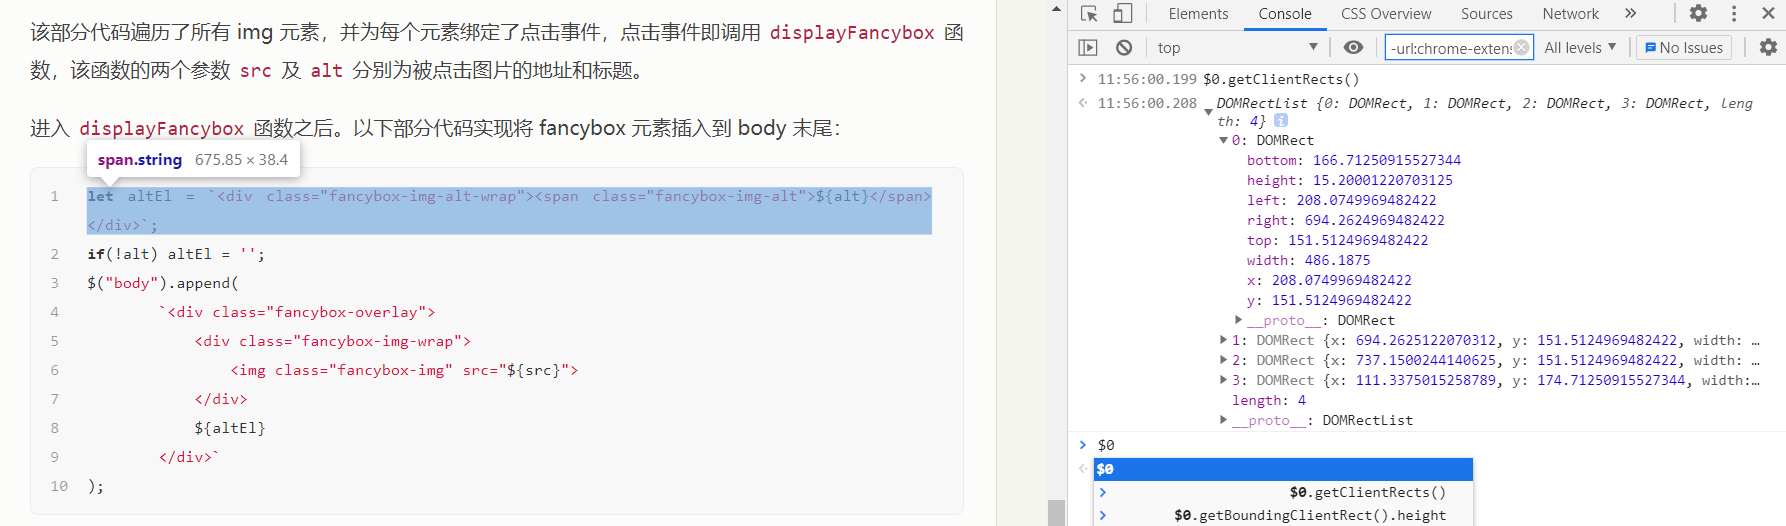 该部分代码遍历了所有 img 元素，并为每个元素绑定了点击事件，点击事件即调用 displayFancybox 函
数，该函数的两个参数 src 及 alt 分别为被点击图片的地址和标题。
进入 displayFancybox 函数之后。以下部分代码实现将 fancybox 元素插入到 body 末尾：
span.string 675.85 × 38.4
1 let altEl = `<div class="fancybox-img-alt-wrap"><span class="fancybox-img-alt">${alt}</span>
</div>`;
2 if(!alt) altEl = '';
3 $("body").append(
4 `<div class="fancybox-overlay">
5 <div class="fancybox-img-wrap">
6 <img class="fancybox-img" src="${src}">
7 </div>
8 ${altEl}
9 </div>`
10 );
Elements Console CSS Overview Sources Network »
top -url:chrome-extens All levels ▼ No Issues
11:56:00.199 $0.getClientRects()
11:56:00.208 DOMRectList {0: DOMRect, 1: DOMRect, 2: DOMRect, 3: DOMRect, leng
th: 4}
0: DOMRect
bottom: 166.71250915527344
height: 15.20001220703125
left: 208.0749969482422
right: 694.2624969482422
top: 151.5124969482422
width: 486.1875
x: 208.0749969482422
y: 151.5124969482422
__proto__: DOMRect
1: DOMRect {x: 694.2625122070312, y: 151.5124969482422, width: …
2: DOMRect {x: 737.1500244140625, y: 151.5124969482422, width: …
3: DOMRect {x: 111.3375015258789, y: 174.71250915527344, width:…
length: 4
__proto__: DOMRectList
$0
$0
$0.getClientRects()
$0.getBoundingClientRect().height